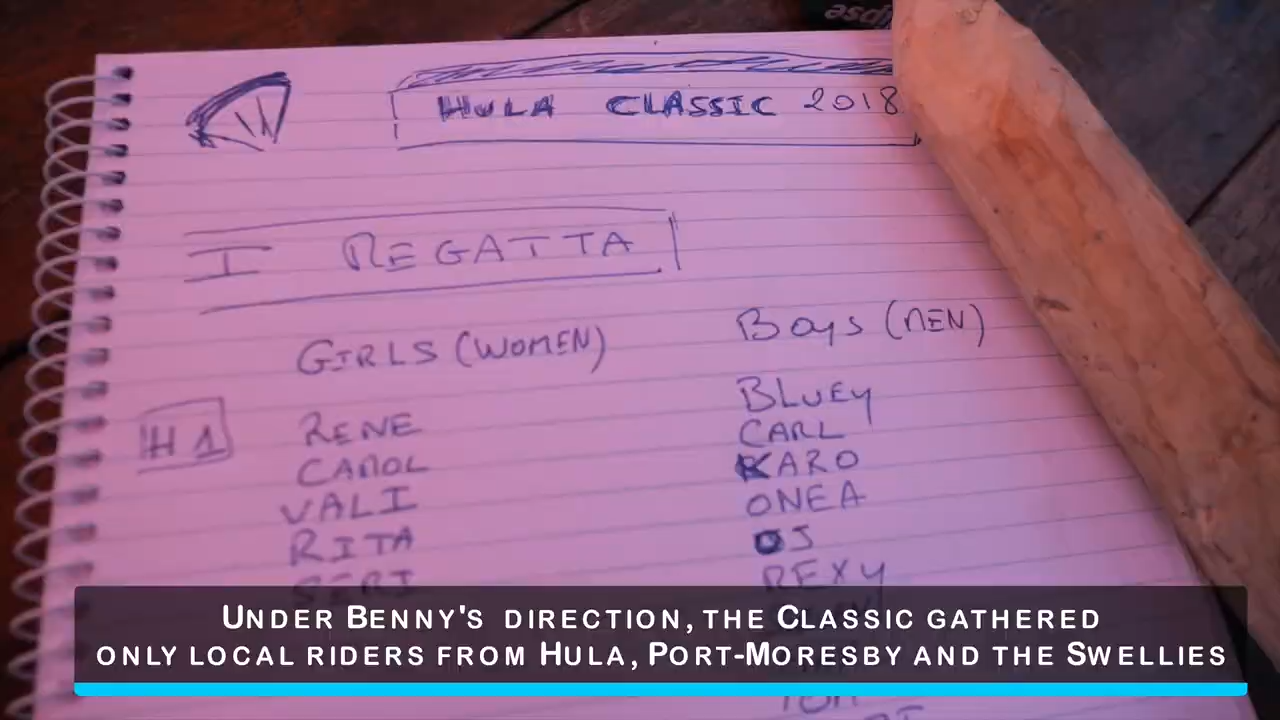 HULA CLASSIC 2018
I REGATTA
GIRLS (WOMEN)
Boys (MEN)
H1
RENE
CAROL
VALI
RITA
BLUEY
CARL
KARO
ONEA
OJ
REXY
UNDER BENNY'S DIRECTION, THE CLASSIC GATHERED
ONLY LOCAL RIDERS FROM HULA, PORT-MORESBY AND THE SWELLIES